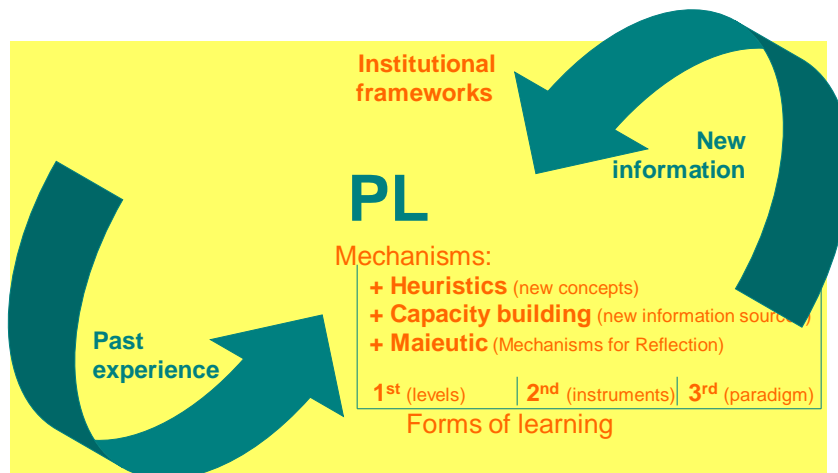 Institutional
frameworks
New
information
PL
Mechanisms:
+ Heuristics (new concepts)
+ Capacity building (new information sources)
+ Maieutic (Mechanisms for Reflection)
Past
experience
1st (levels) 2nd (instruments) 3rd (paradigm)
Forms of learning